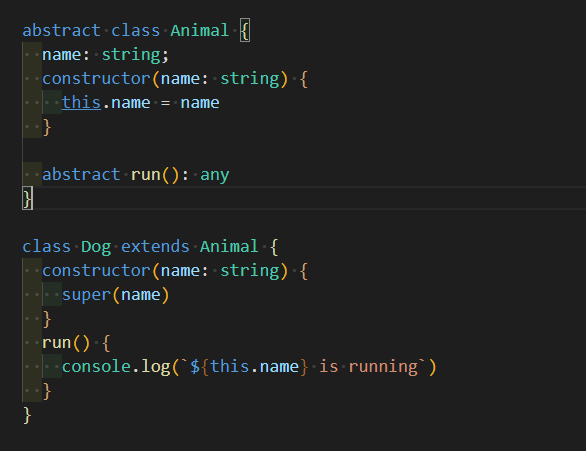 abstract class Animal {
  name: string;
  constructor(name: string) {
    this.name = name
  }

  abstract run(): any
}

class Dog extends Animal {
  constructor(name: string) {
    super(name)
  }
  run() {
    console.log(`${this.name} is running`)
  }
}